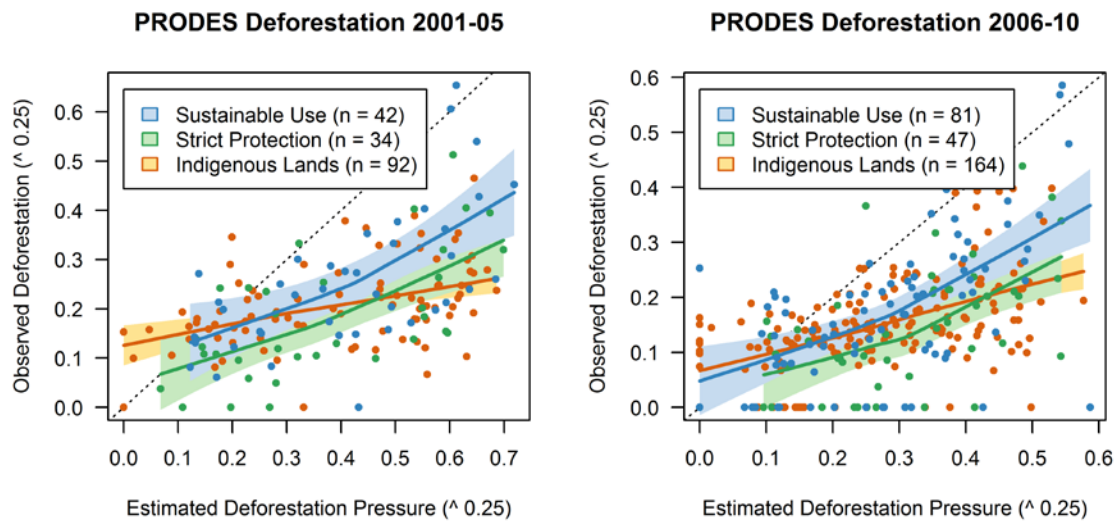 PRODES Deforestation 2001-05
PRODES Deforestation 2006-10
Observed Deforestation (^ 0.25)
0.6
0.5
0.4
0.3
0.2
0.1
0.0
Sustainable Use (n = 42)
Strict Protection (n = 34)
Indigenous Lands (n = 92)
0.0 0.1 0.2 0.3 0.4 0.5 0.6 0.7
Estimated Deforestation Pressure (^ 0.25)
Observed Deforestation (^ 0.25)
0.6
0.5
0.4
0.3
0.2
0.1
0.0
Sustainable Use (n = 81)
Strict Protection (n = 47)
Indigenous Lands (n = 164)
0.0 0.1 0.2 0.3 0.4 0.5 0.6
Estimated Deforestation Pressure (^ 0.25)